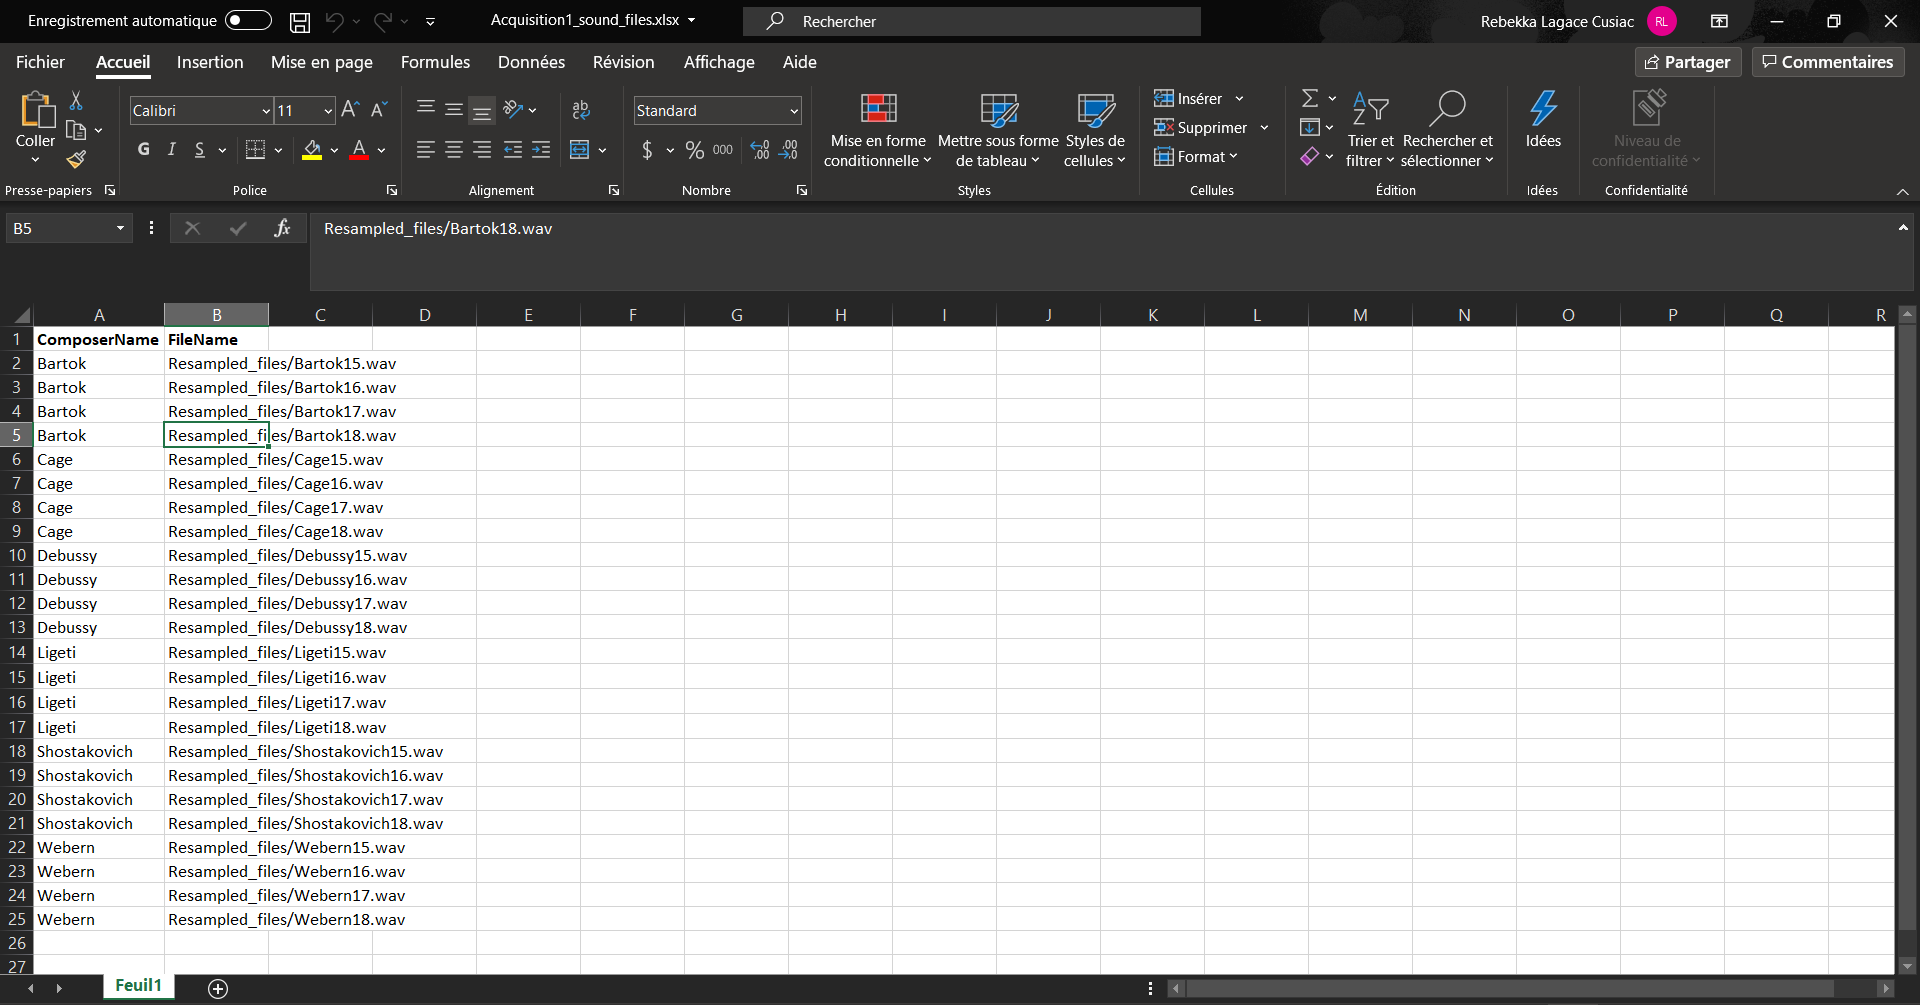 Enregistrement automatique
Acquisition1_sound_files.xlsx
Rechercher
Rebekka Lagace Cusiac RL
Fichier Accueil Insertion Mise en page Formules Données Révision Affichage Aide Partager Commentaires
Coller
Presse-papiers
Calibri 11
G I S
Police
Alignement
Standard
$ % 000
Nombre
Mise en forme conditionnelle
Mettre sous forme de tableau
Styles de cellules
Styles
Insérer
Supprimer
Format
Cellules
Trier et filtrer
Rechercher et sélectionner
Édition
Idées
Idées
Niveau de confidentialité
Confidentialité
B5 fx Resampled_files/Bartok18.wav
A B C D E F G H I J K L M N O P Q R
1 ComposerName FileName
2 Bartok Resampled_files/Bartok15.wav
3 Bartok Resampled_files/Bartok16.wav
4 Bartok Resampled_files/Bartok17.wav
5 Bartok Resampled_files/Bartok18.wav
6 Cage Resampled_files/Cage15.wav
7 Cage Resampled_files/Cage16.wav
8 Cage Resampled_files/Cage17.wav
9 Cage Resampled_files/Cage18.wav
10 Debussy Resampled_files/Debussy15.wav
11 Debussy Resampled_files/Debussy16.wav
12 Debussy Resampled_files/Debussy17.wav
13 Debussy Resampled_files/Debussy18.wav
14 Ligeti Resampled_files/Ligeti15.wav
15 Ligeti Resampled_files/Ligeti16.wav
16 Ligeti Resampled_files/Ligeti17.wav
17 Ligeti Resampled_files/Ligeti18.wav
18 Shostakovich Resampled_files/Shostakovich15.wav
19 Shostakovich Resampled_files/Shostakovich16.wav
20 Shostakovich Resampled_files/Shostakovich17.wav
21 Shostakovich Resampled_files/Shostakovich18.wav
22 Webern Resampled_files/Webern15.wav
23 Webern Resampled_files/Webern16.wav
24 Webern Resampled_files/Webern17.wav
25 Webern Resampled_files/Webern18.wav
26
27
Feuil1